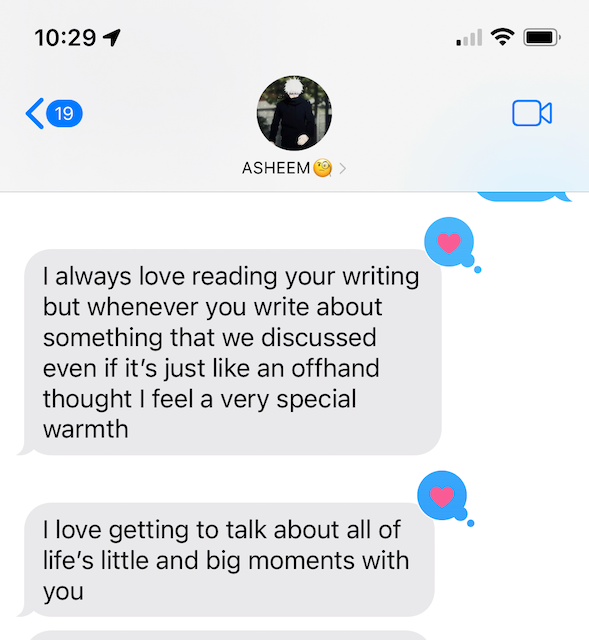 10:29
19
ASHEEM🧐
I always love reading your writing
but whenever you write about
something that we discussed
even if it's just like an offhand
thought I feel a very special
warmth
I love getting to talk about all of
life's little and big moments with
you